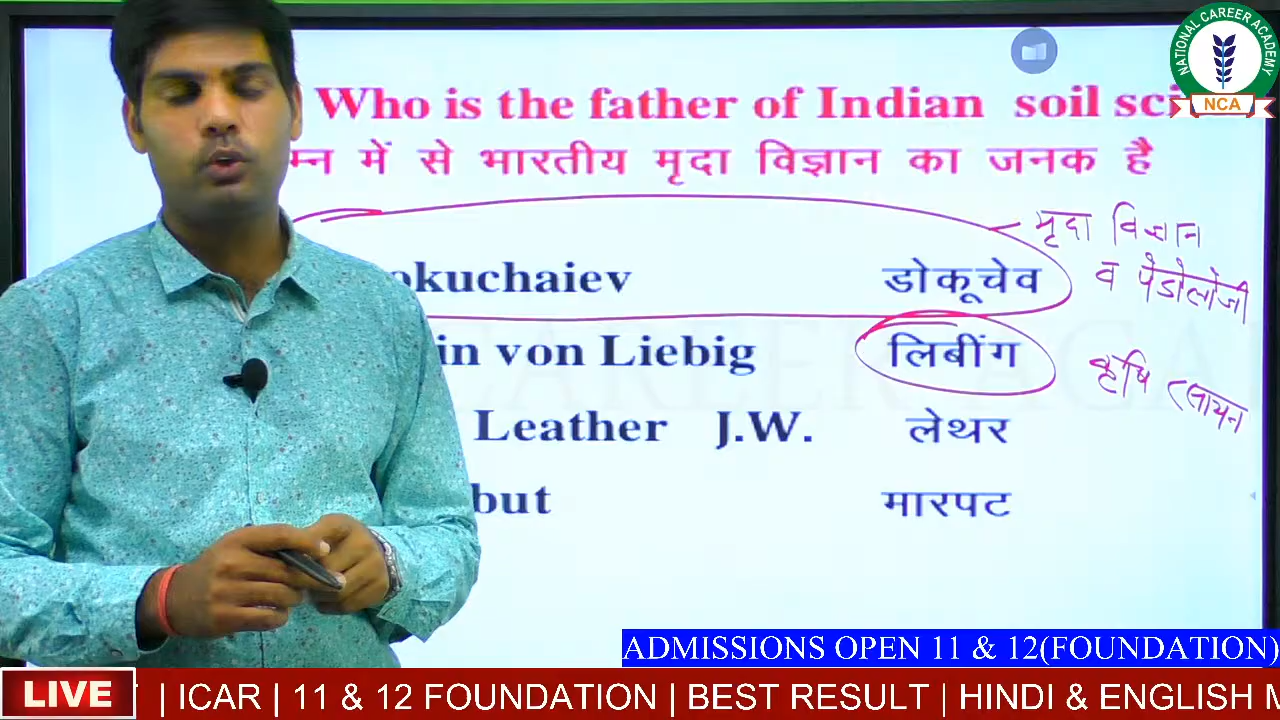 NATIONAL CAREER ACADEMY
NCA
Who is the father of Indian soil sci
म्न में से भारतीय मृदा विज्ञान का जनक है
मृदा विज्ञान
व पेडोलोजी
okuchaiev डोकूचेव
in von Liebig लिबींग
कृषि रसायन
Leather J.W. लेथर
but मारपट
ADMISSIONS OPEN 11 & 12(FOUNDATION)
LIVE | ICAR | 11 & 12 FOUNDATION | BEST RESULT | HINDI & ENGLISH M